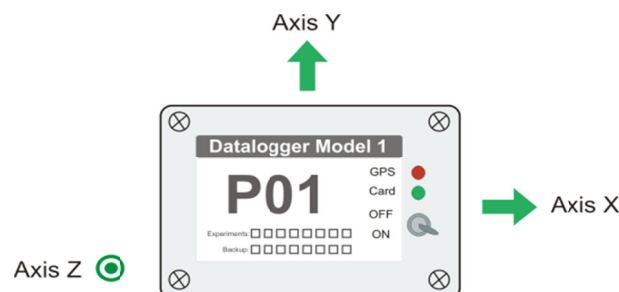 Axis Y
Datalogger Model 1
P01
GPS
Card
OFF
ON
Experiments:
Backup:
Axis X
Axis Z